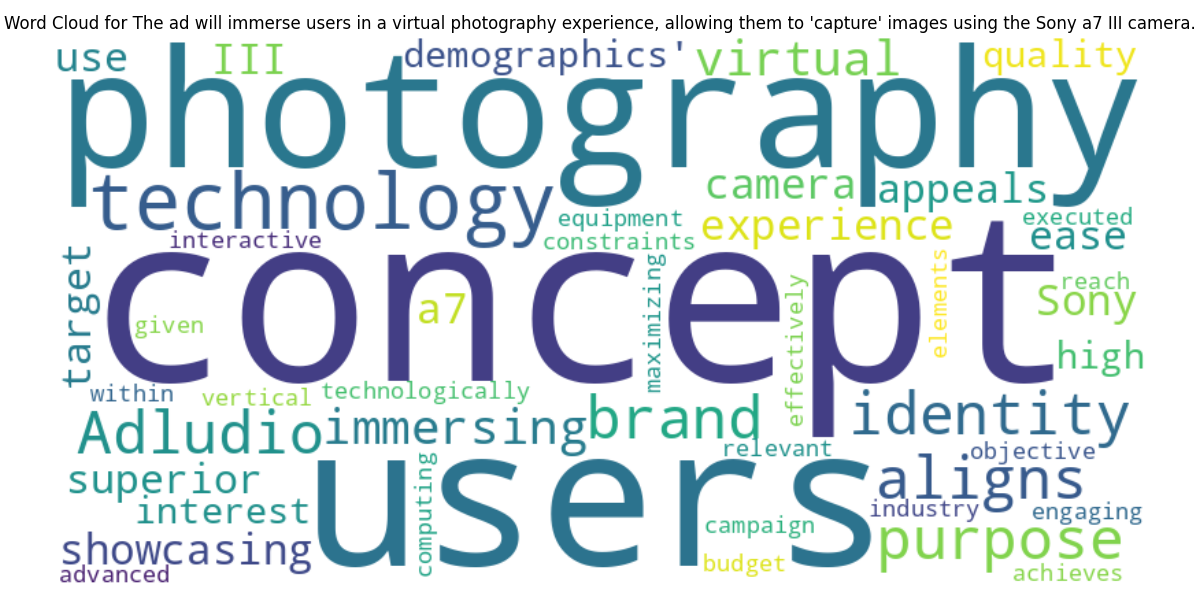 Word Cloud for The ad will immerse users in a virtual photography experience, allowing them to 'capture' images using the Sony a7 III camera.
use III demographics' virtual quality
photography
technology camera appeals
equipment experience executed
interactive constraints ease
target concept maximizing effectively elements reach
given a7 Sony
high
within vertical technologically
Adludio immersing brand identity
relevant objective
superior users aligns
interest computing industry engaging
showcasing campaign purpose
advanced budget achieves